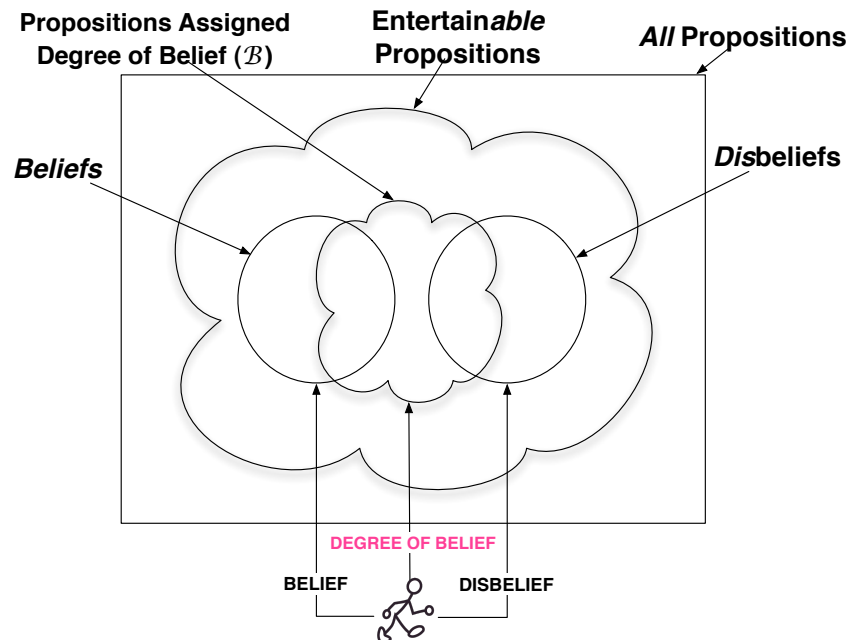 Propositions Assigned
Degree of Belief (ℬ)
Entertainable
Propositions
All Propositions
Beliefs
Disbeliefs
DEGREE OF BELIEF
BELIEF
DISBELIEF